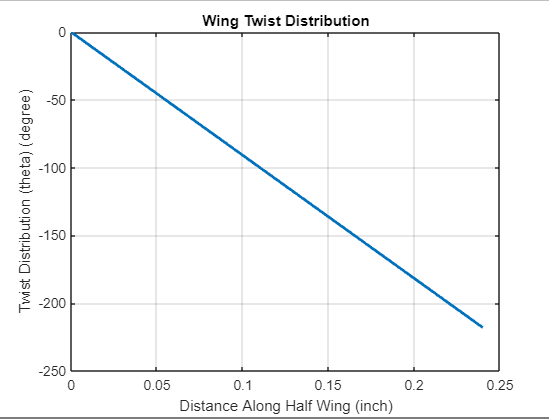 Wing Twist Distribution
0
-50
-100
-150
-200
-250
Twist Distribution (theta) (degree)
0 0.05 0.1 0.15 0.2 0.25
Distance Along Half Wing (inch)